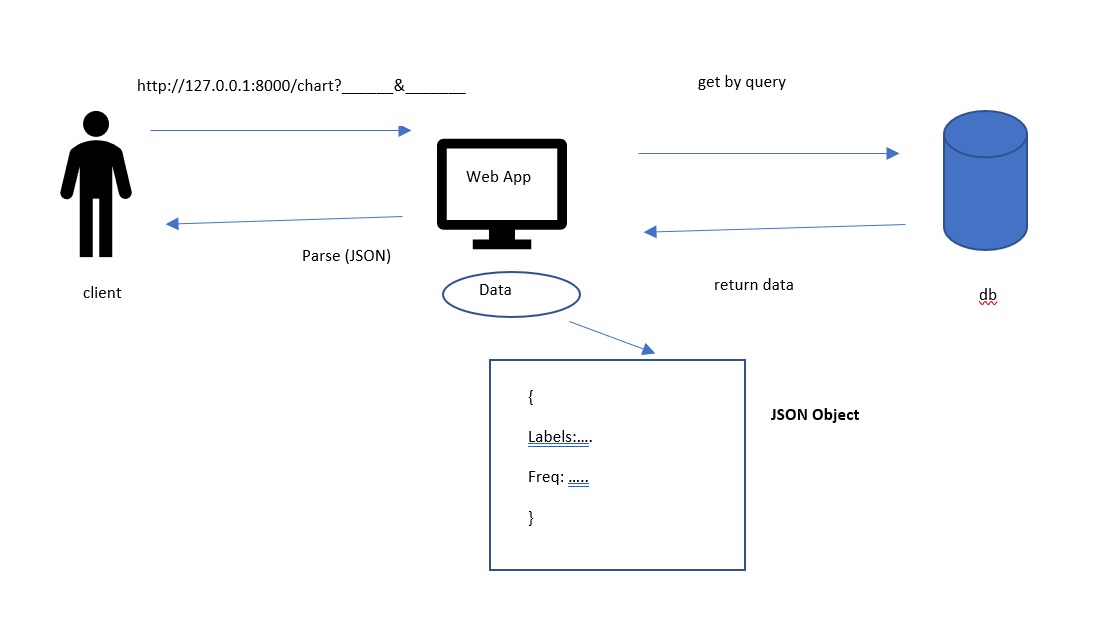 http://127.0.0.1:8000/chart?______&_______
get by query
Web App
Parse (JSON)
client
Data
return data
db
{
Labels:….
Freq: …..
}
JSON Object